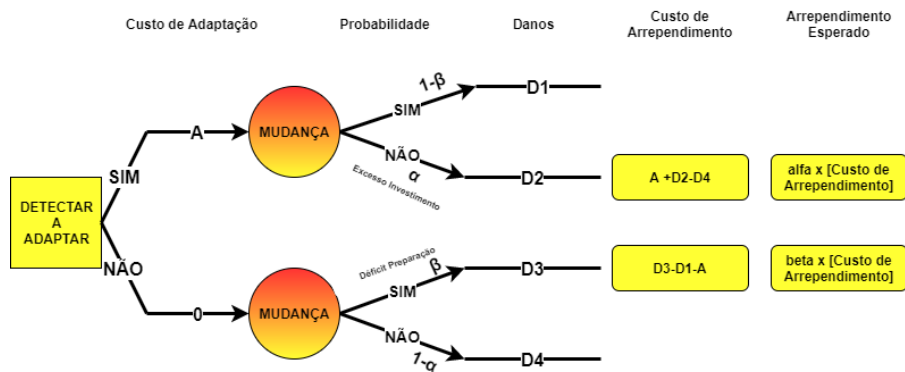 Custo de Adaptação
Probabilidade
Danos
Custo de
Arrependimento
Arrependimento
Esperado
DETECTAR
A
ADAPTAR
SIM
A
MUDANÇA
SIM
1-β
D1
NÃO
α
Excesso Investimento
D2
A +D2-D4
alfa x [Custo de
Arrependimento]
NÃO
0
MUDANÇA
Déficit Preparação
SIM
β
D3
D3-D1-A
beta x [Custo de
Arrependimento]
NÃO
1-α
D4